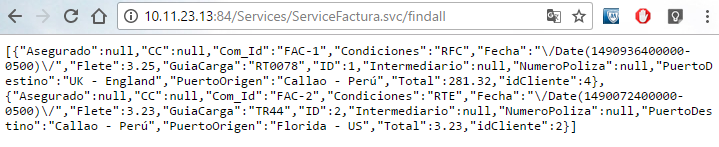 10.11.23.13:84/Services/ServiceFactura.svc/findall
[{"Asegurado":null,"CC":null,"Com_Id":"FAC-1","Condiciones":"RFC","Fecha":"\/Date(1490936400000-
0500)\/","Flete":3.25,"GuiaCarga":"RT0078","ID":1,"Intermediario":null,"NumeroPoliza":null,"PuertoD
estino":"UK - England","PuertoOrigen":"Callao - Perú","Total":281.32,"idCliente":4},
{"Asegurado":null,"CC":null,"Com_Id":"FAC-2","Condiciones":"RTE","Fecha":"\/Date(1490072400000-
0500)\/","Flete":3.23,"GuiaCarga":"TR44","ID":2,"Intermediario":null,"NumeroPoliza":null,"PuertoDes
tino":"Callao - Perú","PuertoOrigen":"Florida - US","Total":3.23,"idCliente":2}]